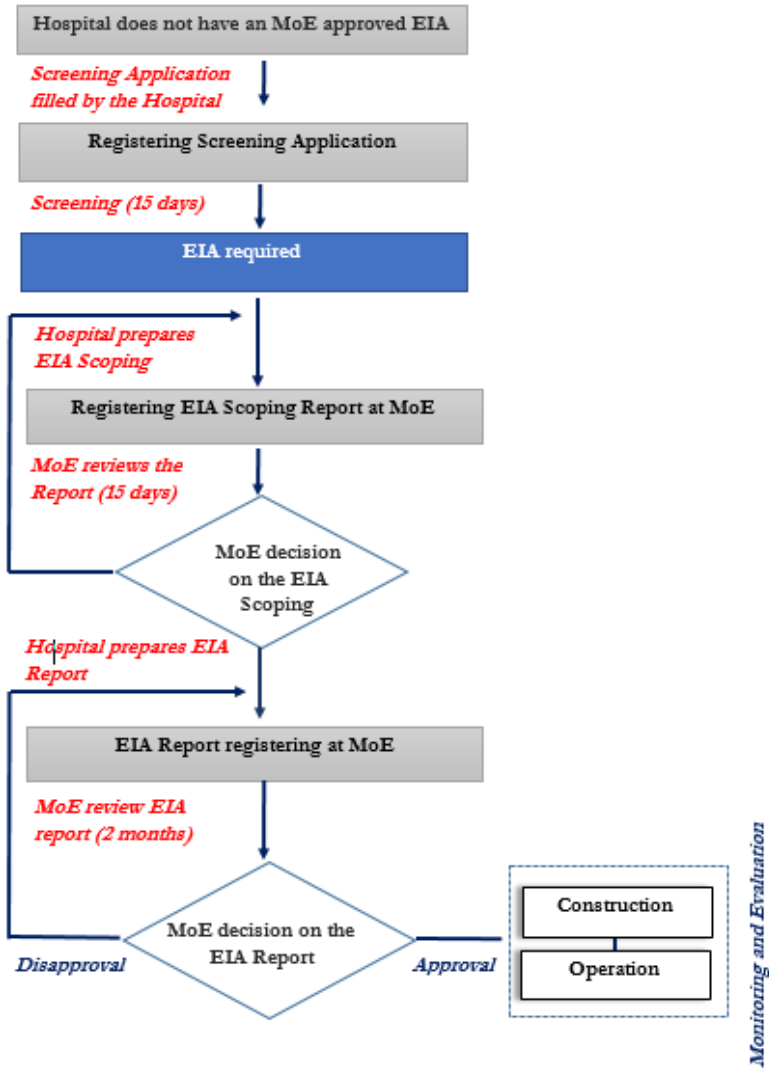 Hospital does not have an MoE approved EIA
Screening Application
filled by the Hospital
Registering Screening Application
Screening (15 days)
EIA required
Hospital prepares
EIA Scoping
Registering EIA Scoping Report at MoE
MoE reviews the
Report (15 days)
MoE decision
on the EIA
Scoping
Hospital prepares EIA
Report
EIA Report registering at MoE
MoE review EIA
report (2 months)
MoE decision on the
EIA Report
Disapproval
Approval
Construction
Operation
Monitoring and Evaluation